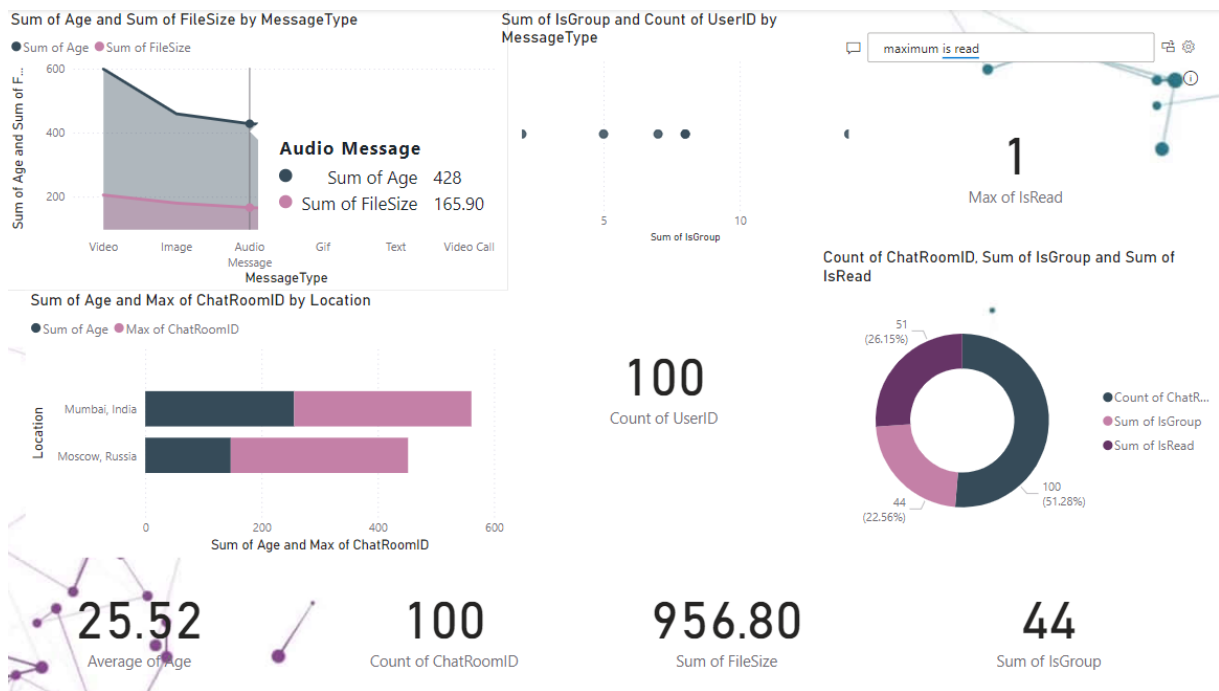 Sum of Age and Sum of FileSize by MessageType
Sum of Age Sum of FileSize
Sum of Age and Sum of F...
600
400
200
Audio Message
Sum of Age 428
Sum of FileSize 165.90
Video Image Audio Message Gif Text Video Call
MessageType
Sum of IsGroup and Count of UserID by
MessageType
5 10
Sum of IsGroup
maximum is read
1
Max of IsRead
Sum of Age and Max of ChatRoomID by Location
Sum of Age Max of ChatRoomID
Location
Mumbai, India
Moscow, Russia
0 200 400 600
Sum of Age and Max of ChatRoomID
100
Count of UserID
Count of ChatRoomID, Sum of IsGroup and Sum of
IsRead
51
(26.15%)
44
(22.56%)
100
(51.28%)
Count of ChatR...
Sum of IsGroup
Sum of IsRead
25.52
Average of Age
100
Count of ChatRoomID
956.80
Sum of FileSize
44
Sum of IsGroup